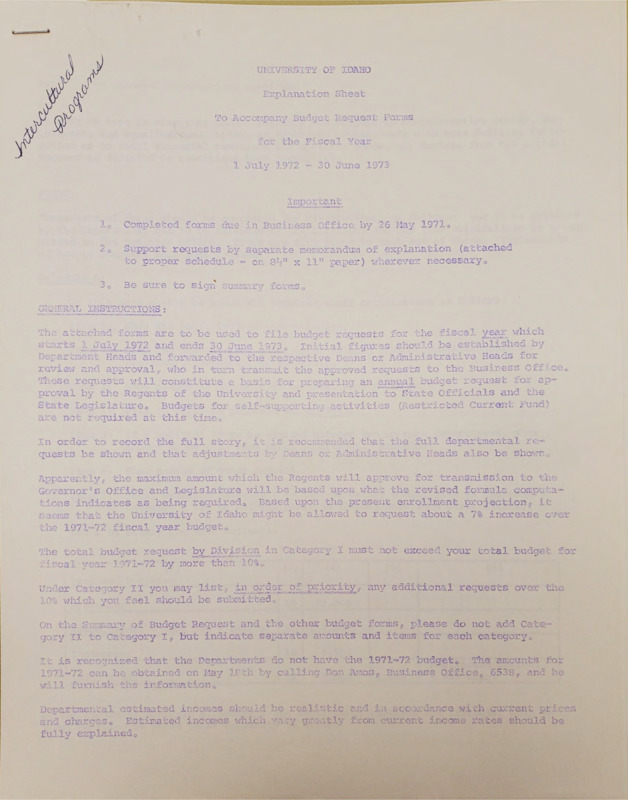 Intercultural
Programs
UNIVERSITY OF IDAHO
Explanation Sheet
To Accompany Budget Request Forms
for the Fiscal Year
1 July 1972 - 30 June 1973
Important
1. Completed forms due in Business Office by 26 May 1971.
2. Support requests by separate memorandum of explanation (attached
to proper schedule - on 8½" x 11" paper) wherever necessary.
3. Be sure to sign summary forms.
GENERAL INSTRUCTIONS:
The attached forms are to be used to file budget requests for the fiscal year which
starts 1 July 1972 and ends 30 June 1973. Initial figures should be established by
Department Heads and forwarded to the respective Deans or Administrative Heads for
review and approval, who in turn transmit the approved requests to the Business Office.
These requests will constitute a basis for preparing an annual budget request for ap-
proval by the Regents of the University and presentation to State Officials and the
State Legislature. Budgets for self-supporting activities (Restricted Current Fund)
are not required at this time.
In order to record the full story, it is recommended that the full departmental re-
quests be shown and that adjustments by Deans or Administrative Heads also be shown.
Apparently, the maximum amount which the Regents will approve for transmission to the
Governor's Office and Legislature will be based upon what the revised formula computa-
tions indicates as being required. Based upon the present enrollment projection, it
seems that the University of Idaho might be allowed to request about a 7% increase over
the 1971-72 fiscal year budget.
The total budget request by Division in Category I must not exceed your total budget for
fiscal year 1971-72 by more than 10%.
Under Category II you may list, in order of priority, any additional requests over the
10% which you feel should be submitted.
On the Summary of Budget Request and the other budget forms, please do not add Cate-
gory II to Category I, but indicate separate amounts and items for each category.
It is recognized that the Departments do not have the 1971-72 budget. The amounts for
1971-72 can be obtained on May 18th by calling Don Amos, Business Office, 6538, and he
will furnish the information.
Departmental estimated incomes should be realistic and in accordance with current prices
and charges. Estimated incomes which vary greatly from current income rates should be
fully explained.